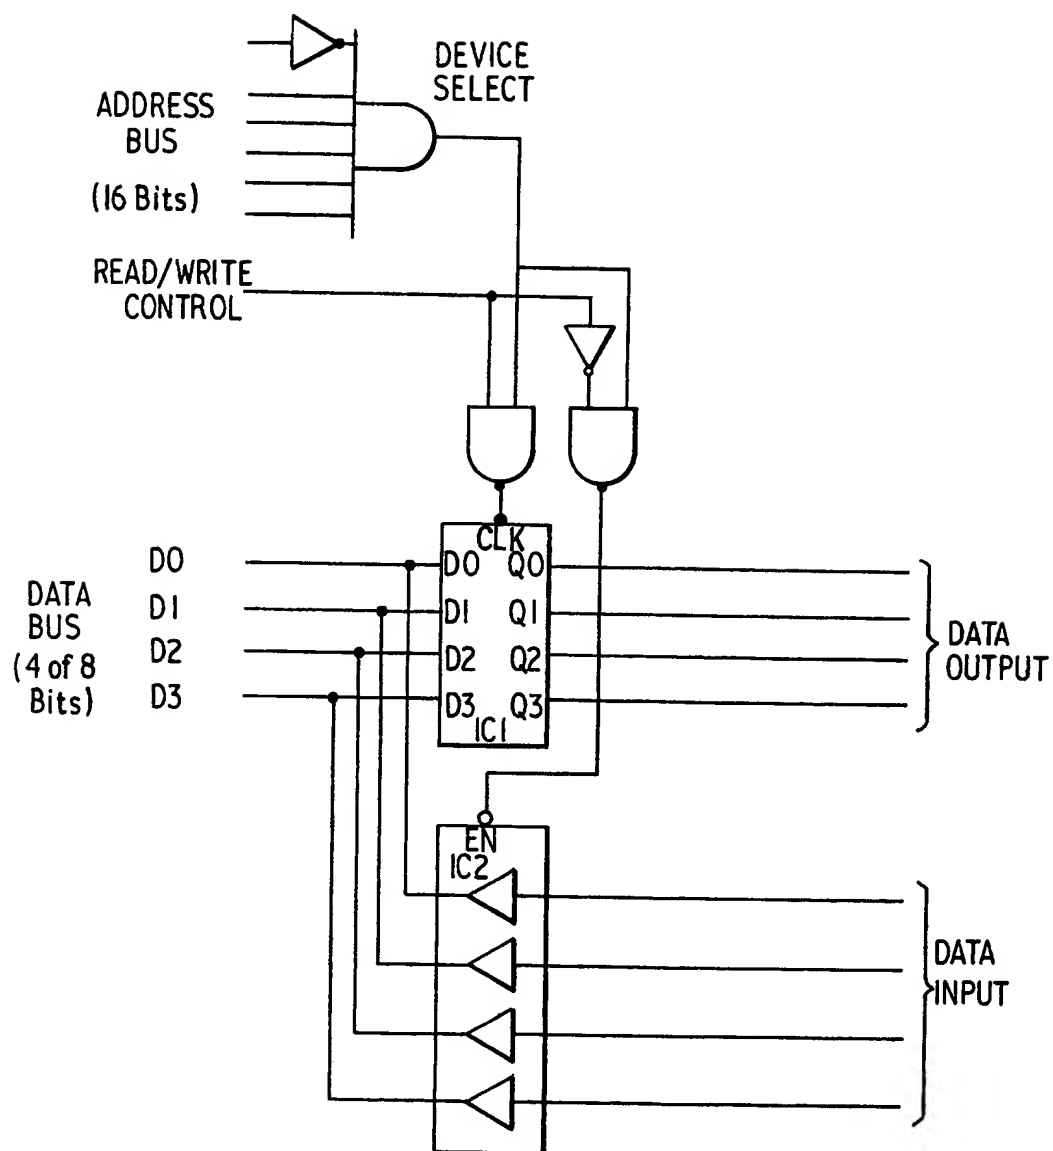 DEVICE
SELECT
ADDRESS
BUS
(16 Bits)
READ/WRITE
CONTROL
CLK
D0
D0
Q0
DATA
BUS
(4 of 8
Bits)
D1
D1
Q1
D2
D2
Q2
D3
D3
Q3
IC1
DATA
OUTPUT
EN
IC2
DATA
INPUT